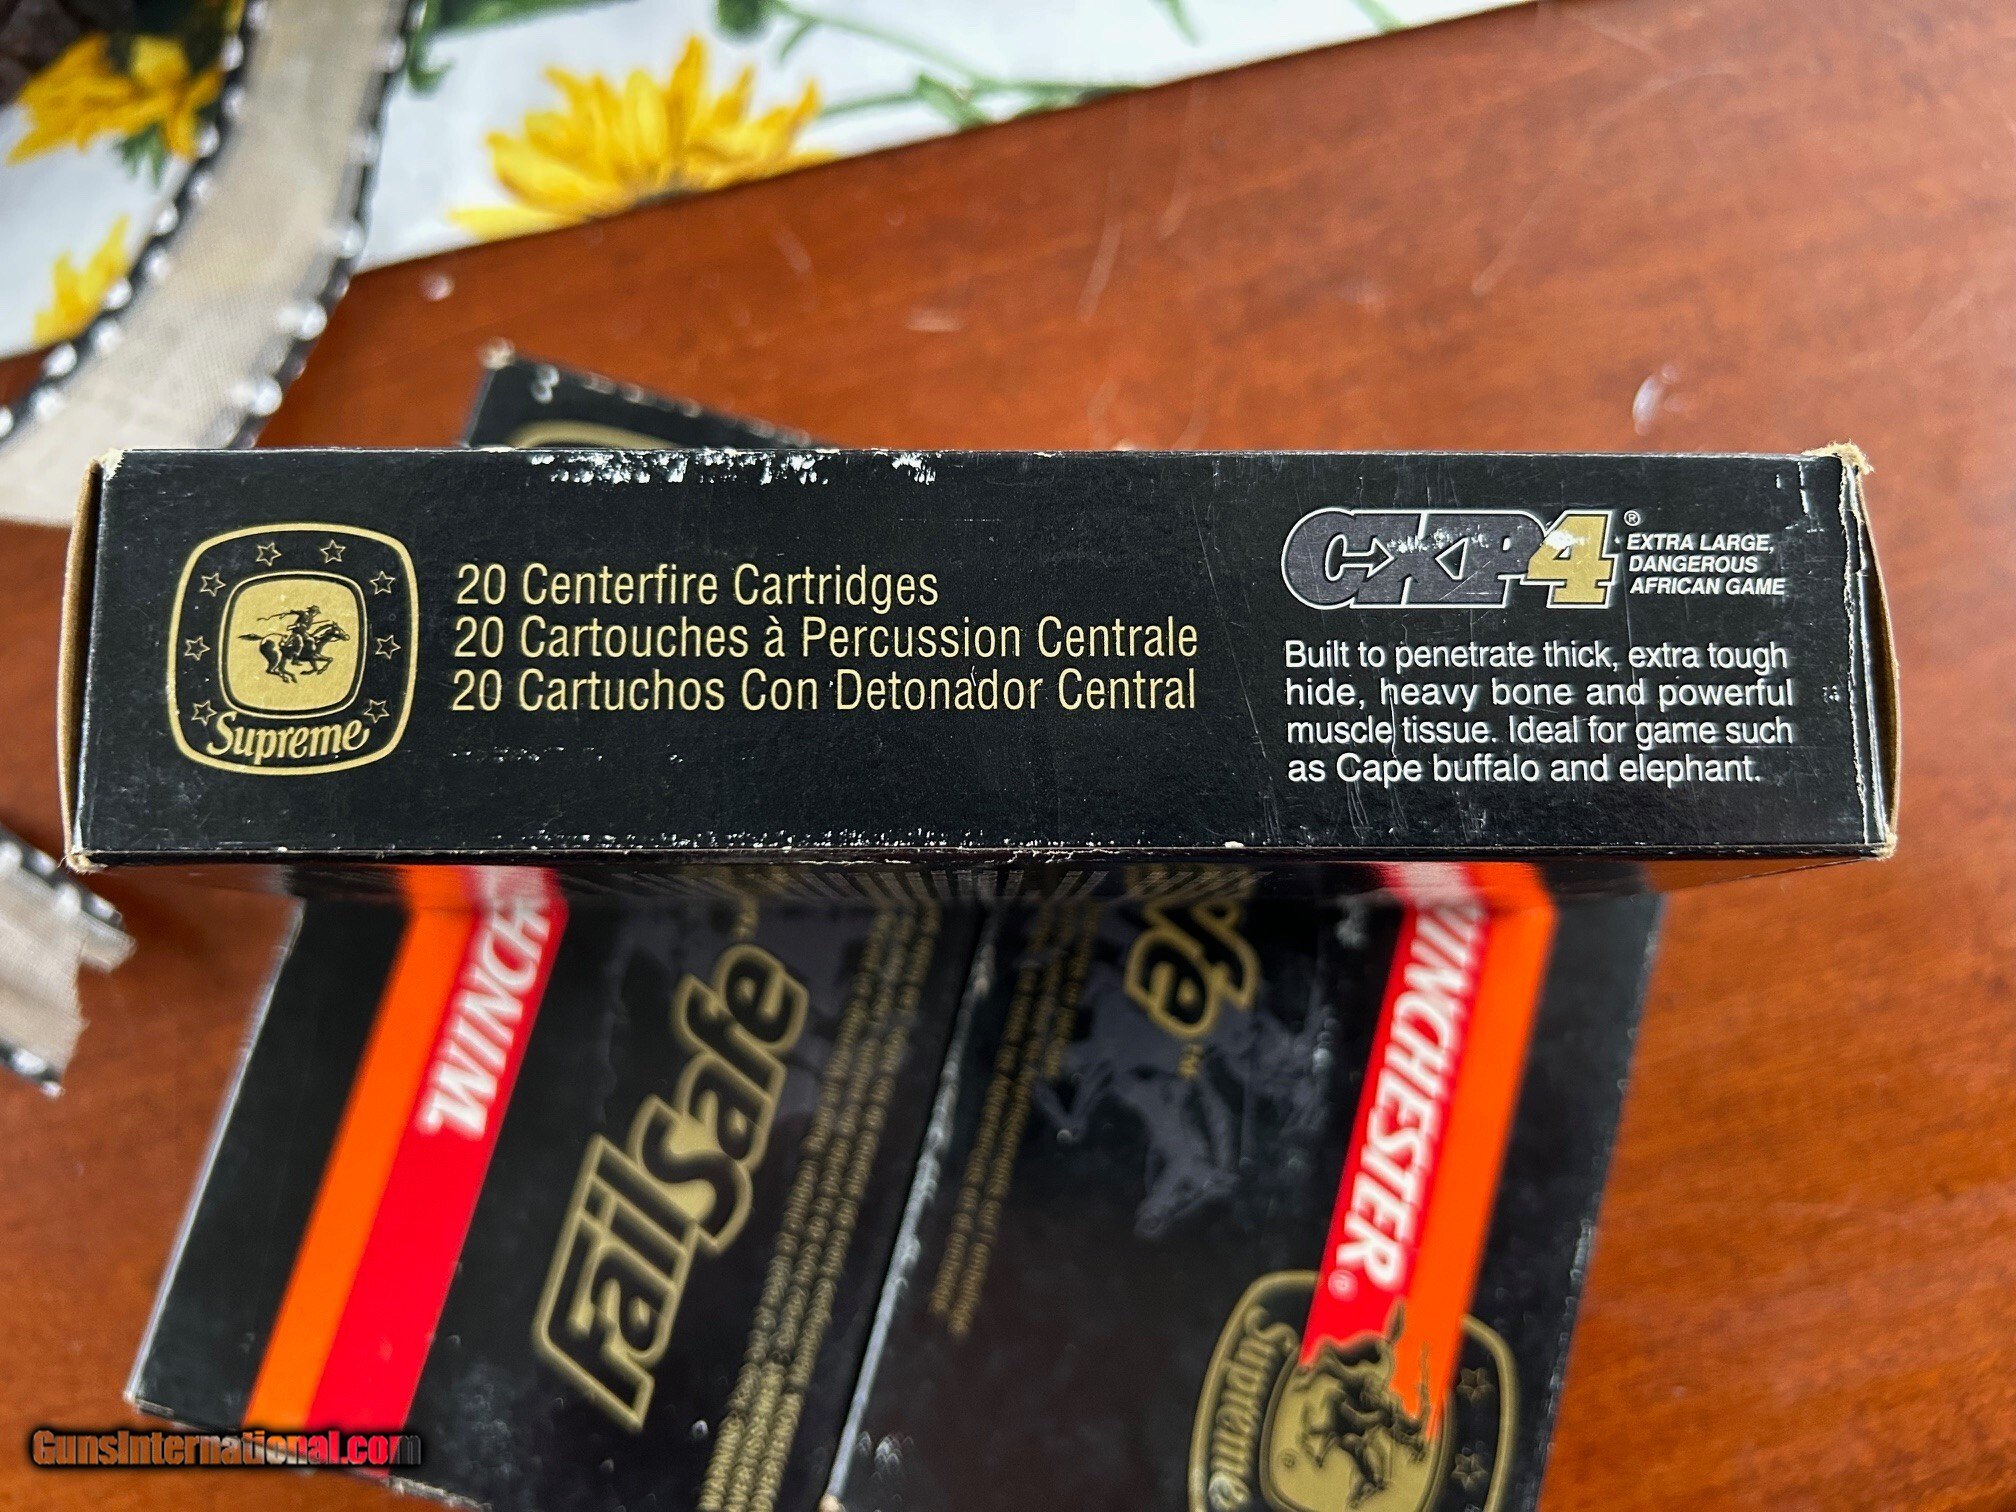 Supreme
20 Centerfire Cartridges
20 Cartouches à Percussion Centrale
20 Cartuchos Con Detonador Central
CXP4®
EXTRA LARGE,
DANGEROUS
AFRICAN GAME
Built to penetrate thick, extra tough
hide, heavy bone and powerful
muscle tissue. Ideal for game such
as Cape buffalo and elephant.
WINCH
FailSafe
WINCHESTER®
Supreme
GunsInternational.com